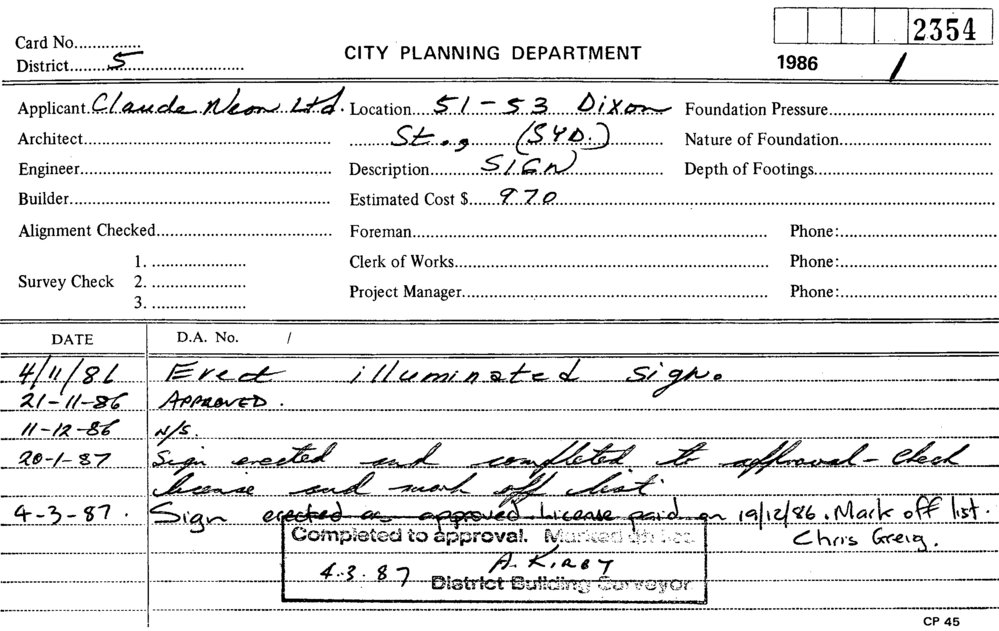 2354
Card No..............
District......5..................
CITY PLANNING DEPARTMENT
1986 /
Applicant Claude Neon Ltd. Location 51-53 Dixon Foundation Pressure
Architect St., (SYD.) Nature of Foundation
Engineer Description SIGN Depth of Footings
Builder Estimated Cost $ 970
Alignment Checked Foreman Phone:
Survey Check 1. Clerk of Works Phone:
2.
3. Project Manager Phone:
DATE D.A. No. /
4/11/86 Erect illuminated sign.
21-11-86 APPROVED.
11-12-86 N/S.
20-1-87 Sign erected and completed to approval - Check
license and mark off list.
4-3-87. Sign erected as approved License paid on 19/12/86. Mark off list.
Chris Greig.
Completed to approval. Marked off list.
A. KIRBY
4.3.87 District Building Surveyor
CP 45